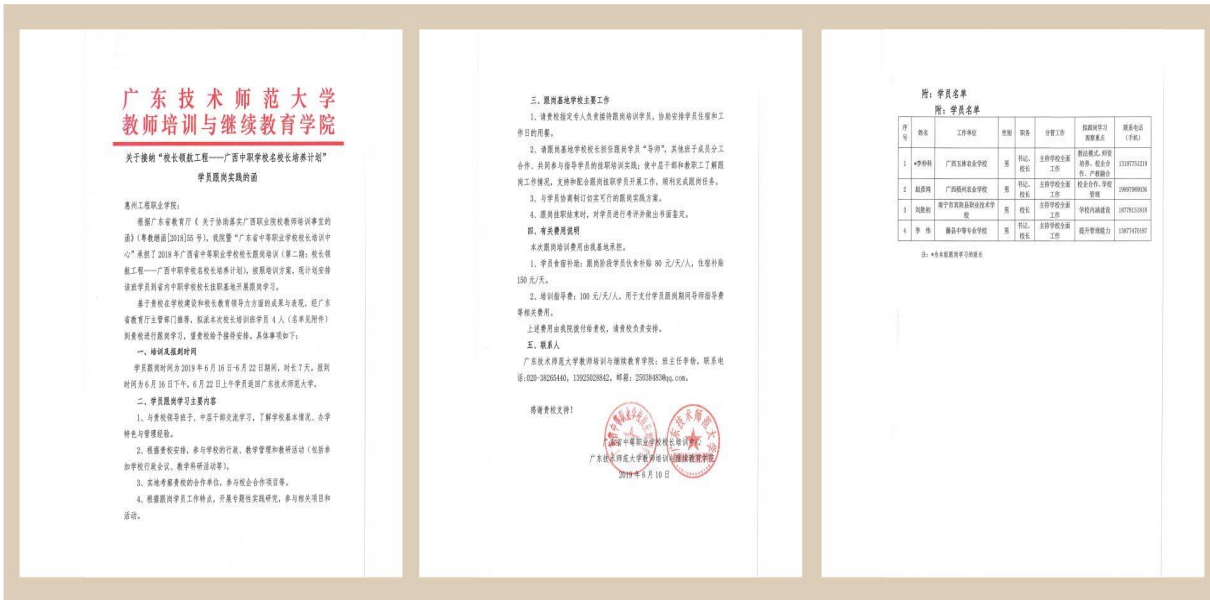 广东技术师范大学
教师培训与继续教育学院
关于接纳“校长领航工程——广西中职学校名校长培养计划”
学员跟岗实践的函
惠州工程职业学院：
根据广东省教育厅《 关于协助落实广西职业院校教师培训事宜的
函》（粤教继函[2018]55 号），我院暨“广东省中等职业学校校长培训中
心”承担了 2018 年广西省中等职业学校校长跟岗培训（第二期：校长领
航工程——广西中职学校名校长培养计划）。按照培训方案，现计划安排
该班学员到省内中职学校校长挂职基地开展跟岗学习。
基于贵校在学校建设和校长教育领导力方面的成果与表现，经广东
省教育厅主管部门推荐，拟派本次校长培训班学员 4 人（名单见附件）
到贵校进行跟岗学习，望贵校给予接待安排。具体事项如下：
一、培训及报到时间
学员跟岗时间为 2019 年 6 月 16 日-6 月 22 日期间，时长 7 天。报到
时间为 6 月 16 日下午。6 月 22 日上午学员返回广东技术师范大学。
二、学员跟岗学习主要内容
1、与贵校领导班子、中层干部交流学习，了解学校基本情况、办学
特色与管理经验。
2、根据贵校安排，参与学校的行政、教学管理和教研活动（包括参
加学校行政会议、教学科研活动等）。
3、实地考察贵校的合作单位，参与校企合作项目等。
4、根据跟岗学员工作特点，开展专题性实践研究，参与相关项目和
活动。
三、跟岗基地学校主要工作
1、请贵校指定专人负责接待跟岗培训学员，协助安排学员住宿和工
作日的用餐。
2、请跟岗基地学校校长担任跟岗学员“导师”，其他班子成员分工
合作、共同参与指导学员的挂职培训实践；使中层干部和教职工了解跟
岗工作情况，支持和配合跟岗挂职学员开展工作，顺利完成跟岗任务。
3、与学员协商制订切实可行的跟岗实践方案。
4、跟岗挂职结束时，对学员进行考评并做出书面鉴定。
四、有关费用说明
本次跟岗培训费用由我基地承担。
1、学员食宿补助：跟岗阶段学员伙食补贴 80 元/天/人，住宿补贴
150 元/天。
2、培训指导费：100 元/天/人，用于支付学员跟岗期间导师指导费
等相关费用。
上述费用由我院拨付给贵校，请贵校负责安排。
五、联系人
广东技术师范大学教师培训与继续教育学院：班主任李杨，联系电
话:020-38265440，13925028842。邮箱：25038483@qq.com。
感谢贵校支持！
广东省中等职业学校校长培训中心
广东技术师范大学教师培训与继续教育学院
2019 年 6 月 10 日
附：学员名单
附：学员名单
序号 姓名 工作单位 性别 职务 分管工作 拟跟岗学习观察重点 联系电话（手机）
1 广西玉林农业学校 男 书记、校长 主持学校全面工作 教法模式、师资培养、校企合作、产教融合 13197751219
2 赵彦鸿 广西梧州农业学校 男 书记、校长 主持学校全面工作 校企合作、学校管理 19997989036
3 刘胜初 南宁市宾阳县职业技术学校 男 校长 主持学校全面工作 学校内涵建设 18779151818
4 李 伟 藤县中等专业学校 男 书记、校长 主持学校全面工作 提升管理能力 13877470187
注：*为本组跟岗学习的组长